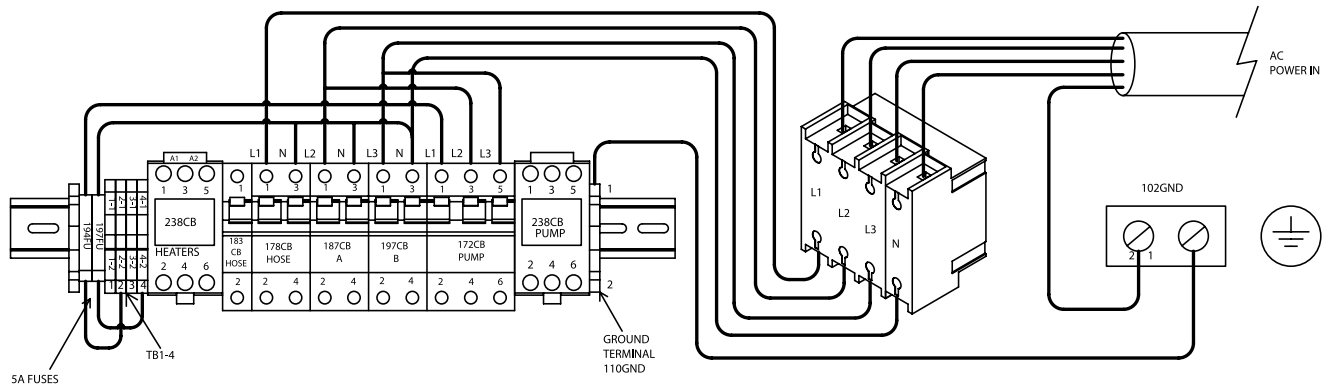 AC
POWER IN
L1 N L2 N L3 N L1 L2 L3
A1 A2
1 3 5
1
1 3
1 3
1 3
1 3 5
1 3 5
1
238CB
HEATERS
194FU
197FU
1-1
2-1
3-1
4-1
1-2
2-2
3-2
4-2
1 2 3 4
183
CB
HOSE
178CB
HOSE
187CB
A
197CB
B
172CB
PUMP
238CB
PUMP
2 4 6
2
2 4
2 4
2 4
2 4 6
2 4 6
2
L1
L2
L3
N
102GND
2 1
TB1-4
5A FUSES
GROUND
TERMINAL
110GND